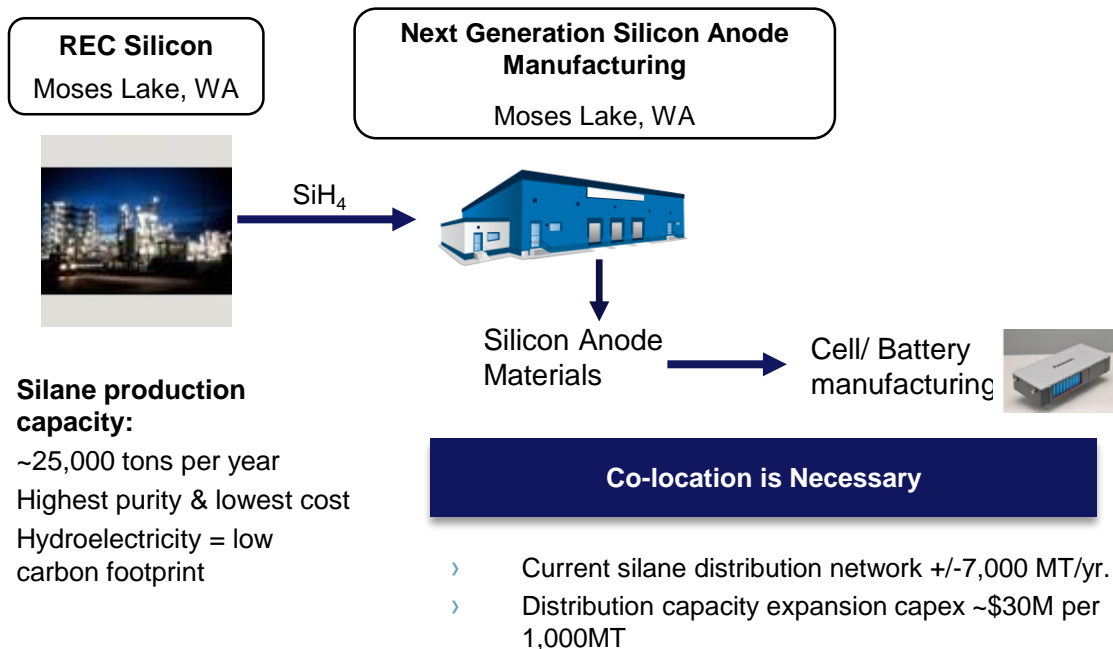 REC Silicon
Moses Lake, WA
Next Generation Silicon Anode
Manufacturing
Moses Lake, WA
SiH₄
Silicon Anode
Materials
Cell/ Battery
manufacturing
Panasonic
Silane production
capacity:
~25,000 tons per year
Highest purity & lowest cost
Hydroelectricity = low
carbon footprint
Co-location is Necessary
› Current silane distribution network +/-7,000 MT/yr.
› Distribution capacity expansion capex ~$30M per
1,000MT